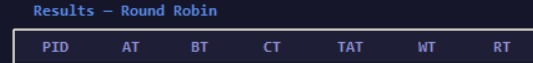 Results — Round Robin
PID AT BT CT TAT WT RT